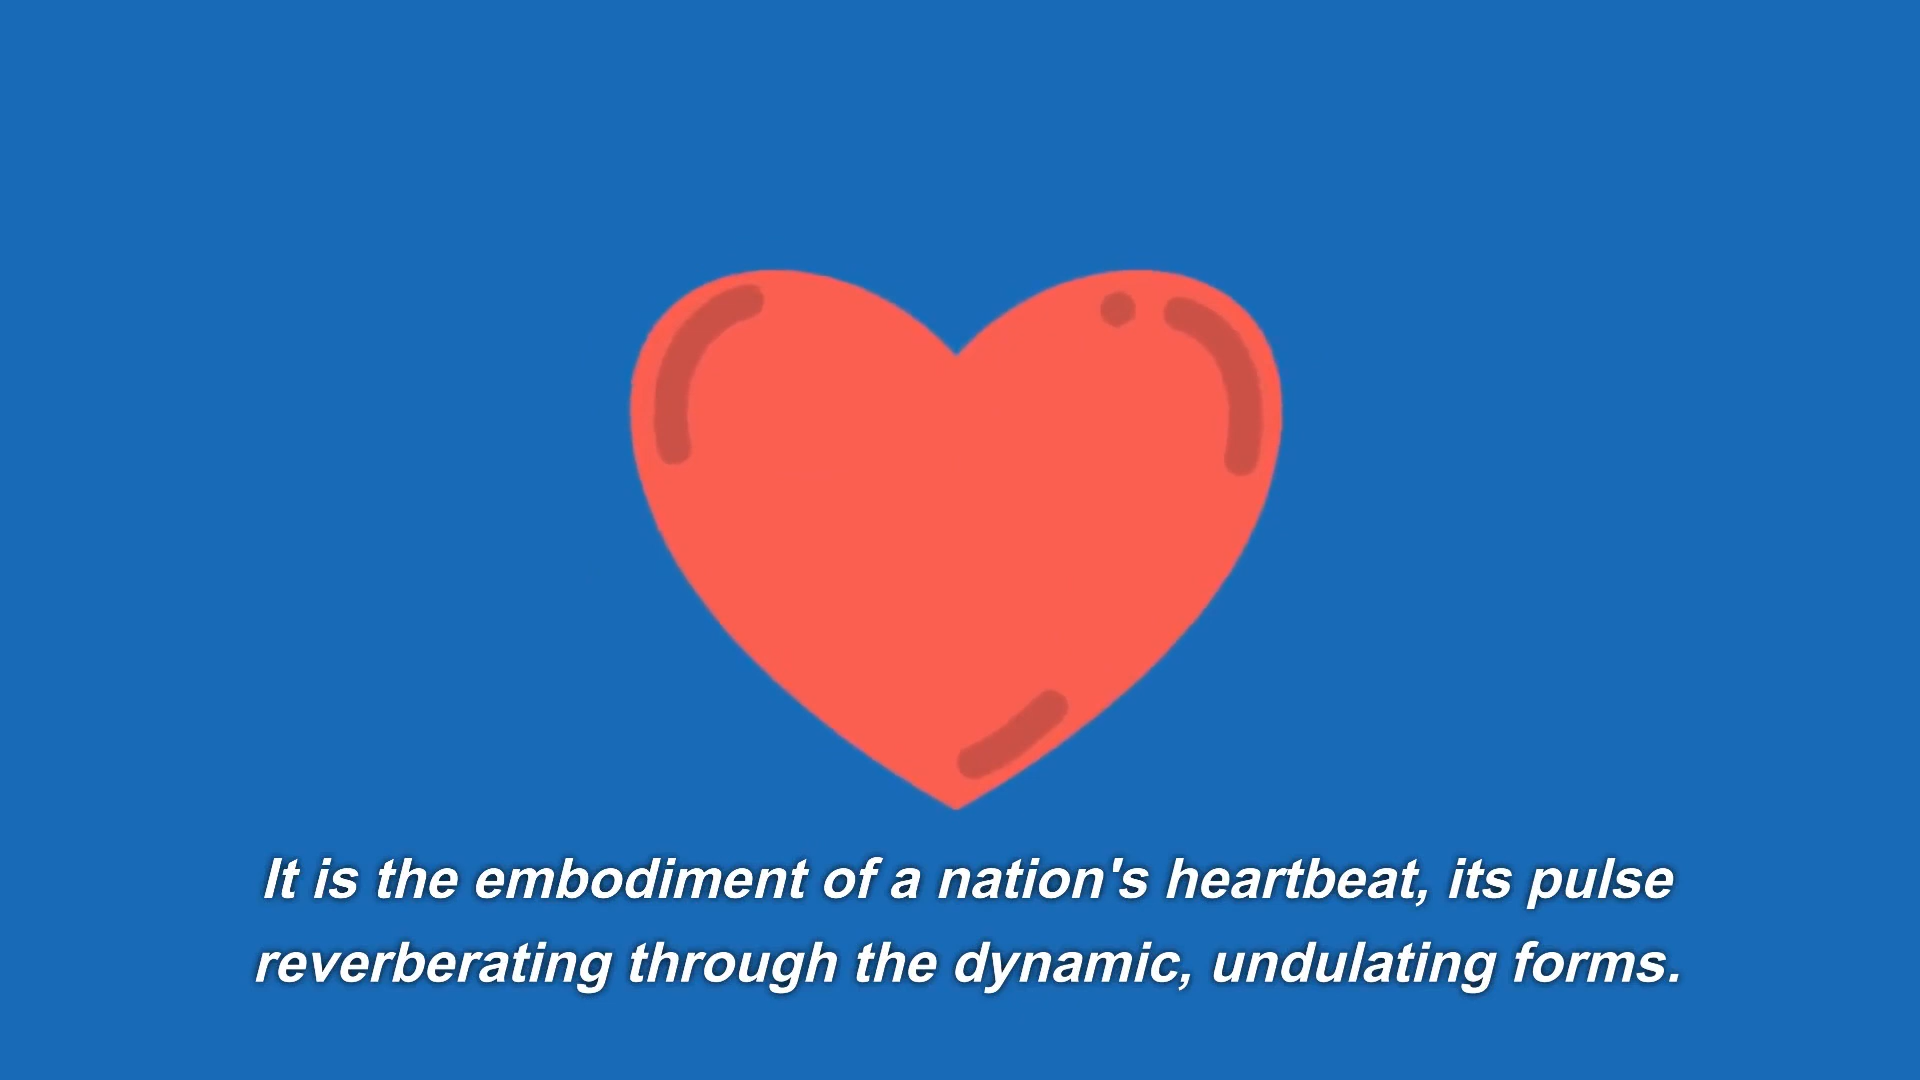 It is the embodiment of a nation's heartbeat, its pulse
reverberating through the dynamic, undulating forms.